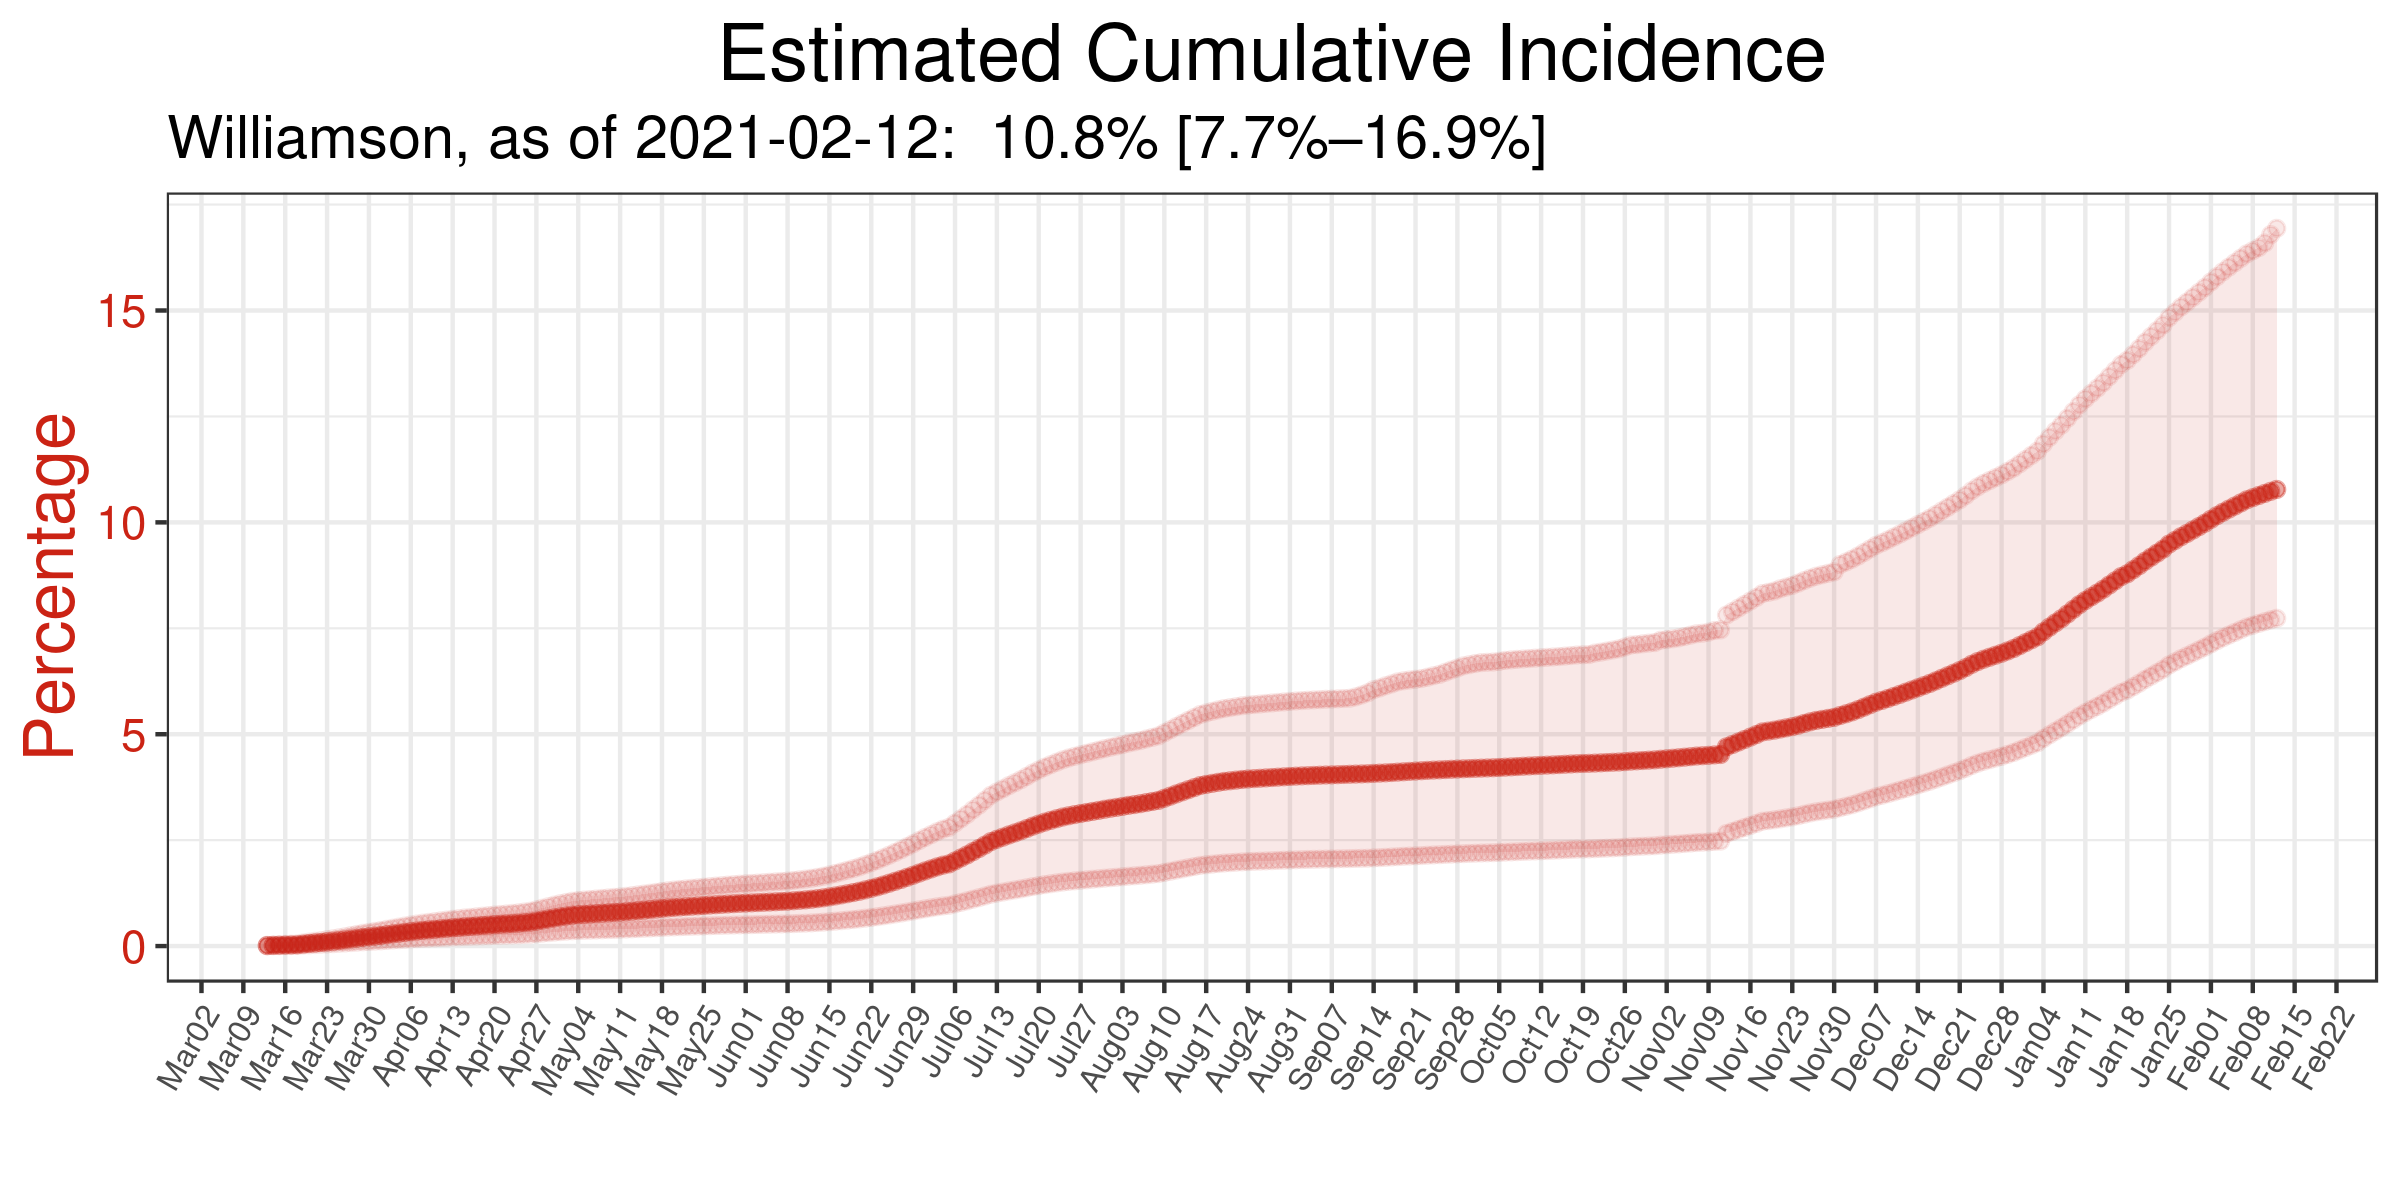 Estimated Cumulative Incidence
Williamson, as of 2021-02-12:  10.8% [7.7%–16.9%]
Percentage
15
10
5
0
Mar02
Mar09
Mar16
Mar23
Mar30
Apr06
Apr13
Apr20
Apr27
May04
May11
May18
May25
Jun01
Jun08
Jun15
Jun22
Jun29
Jul06
Jul13
Jul20
Jul27
Aug03
Aug10
Aug17
Aug24
Aug31
Sep07
Sep14
Sep21
Sep28
Oct05
Oct12
Oct19
Oct26
Nov02
Nov09
Nov16
Nov23
Nov30
Dec07
Dec14
Dec21
Dec28
Jan04
Jan11
Jan18
Jan25
Feb01
Feb08
Feb15
Feb22